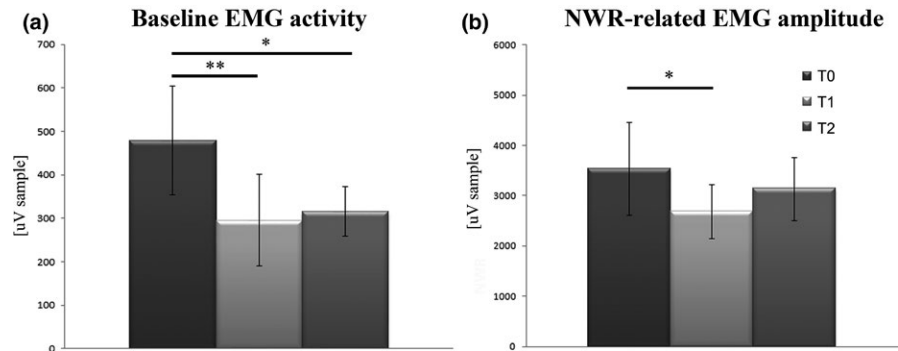 (a) Baseline EMG activity
700
600
500
400
300
200
100
0
[uV sample]
*
**
(b) NWR-related EMG amplitude
6000
5000
4000
3000
2000
1000
0
[uV sample]
NWR
*
T0
T1
T2